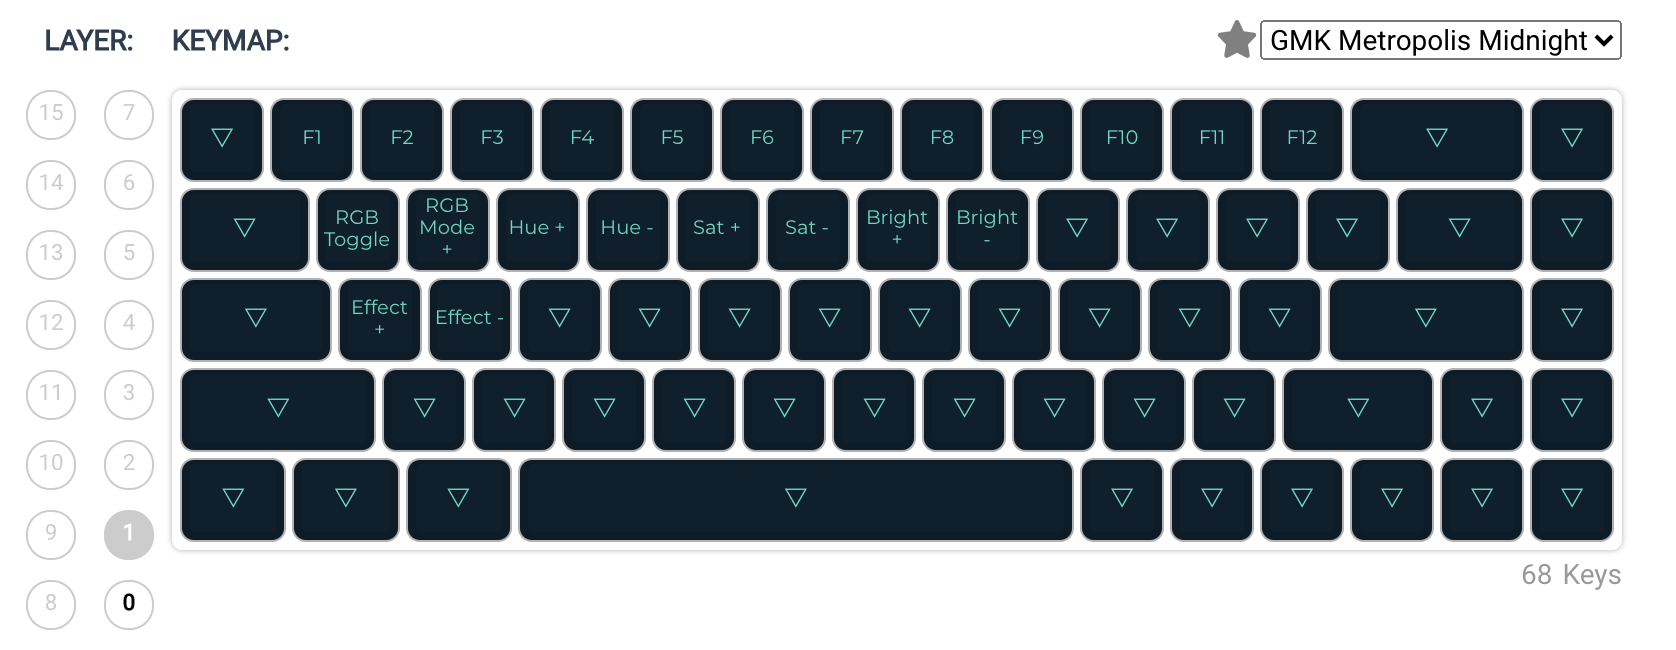 LAYER: KEYMAP: GMK Metropolis Midnight
15 7
F1 F2 F3 F4 F5 F6 F7 F8 F9 F10 F11 F12
14 6
RGB Toggle RGB Mode + Hue + Hue - Sat + Sat - Bright + Bright -
13 5
12 4
Effect + Effect -
11 3
10 2
9 1
68 Keys
8 0